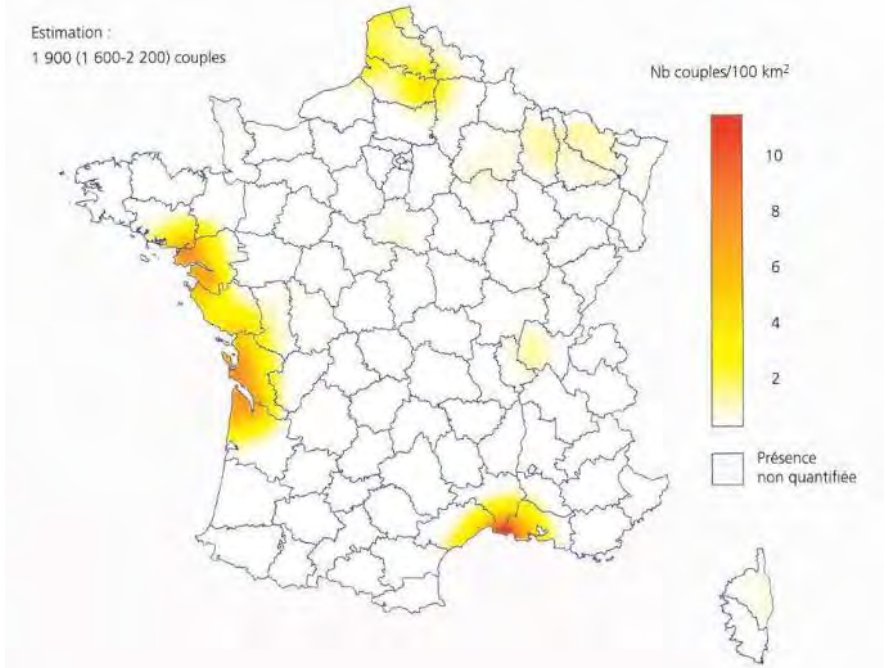 Estimation :
1 900 (1 600-2 200) couples
Nb couples/100 km²
10
8
6
4
2
Présence
non quantifiée